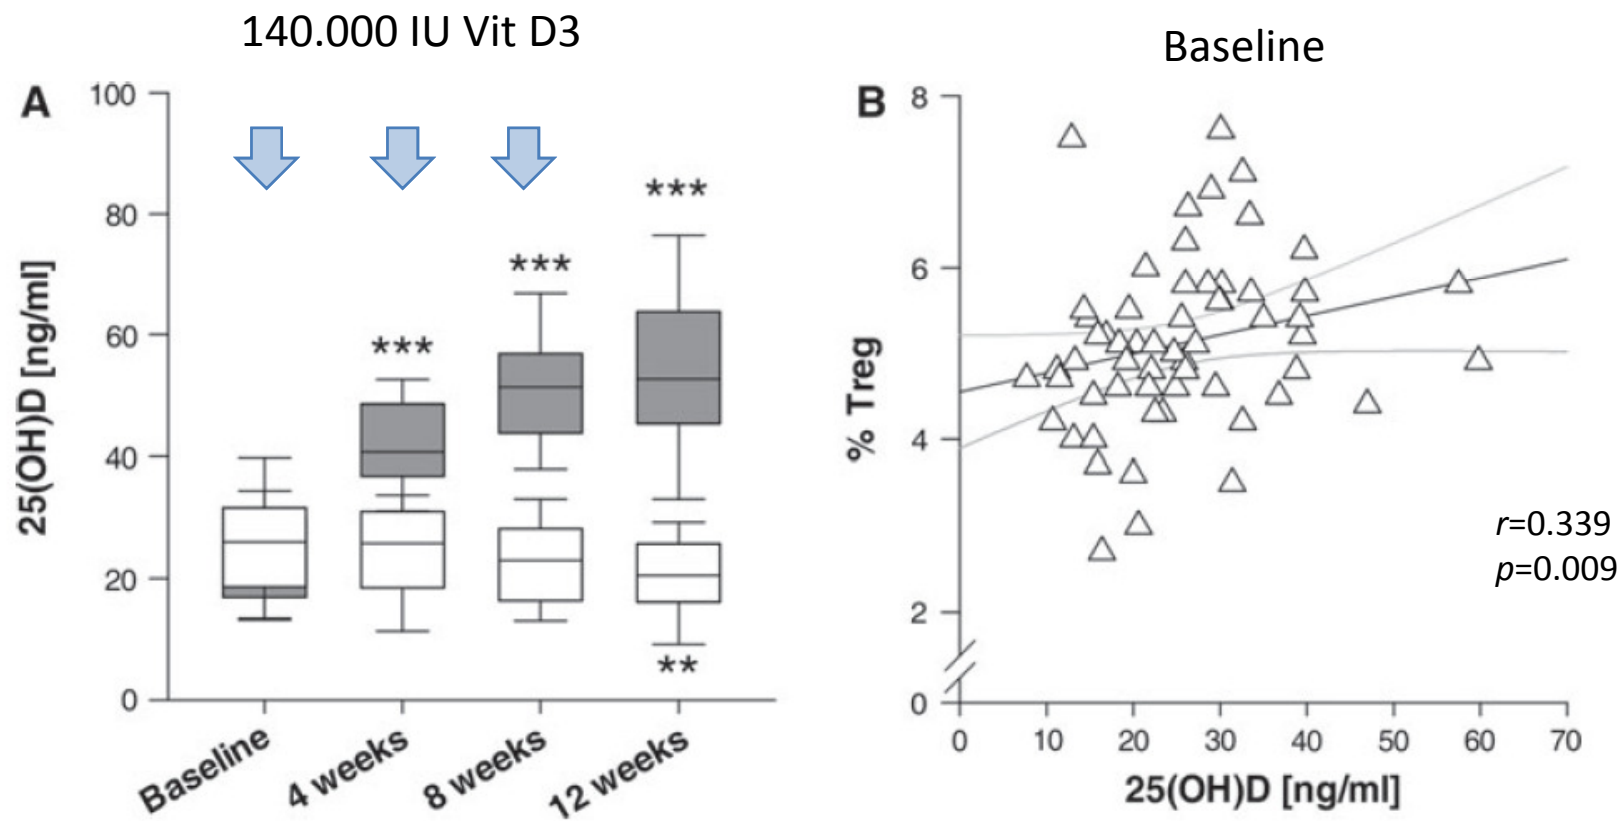 140.000 IU Vit D3
Baseline
A
100
80
60
40
20
0
25(OH)D [ng/ml]
***
***
***
**
Baseline
4 weeks
8 weeks
12 weeks
B
8
6
4
2
0
% Treg
r=0.339
p=0.009
0 10 20 30 40 50 60 70
25(OH)D [ng/ml]